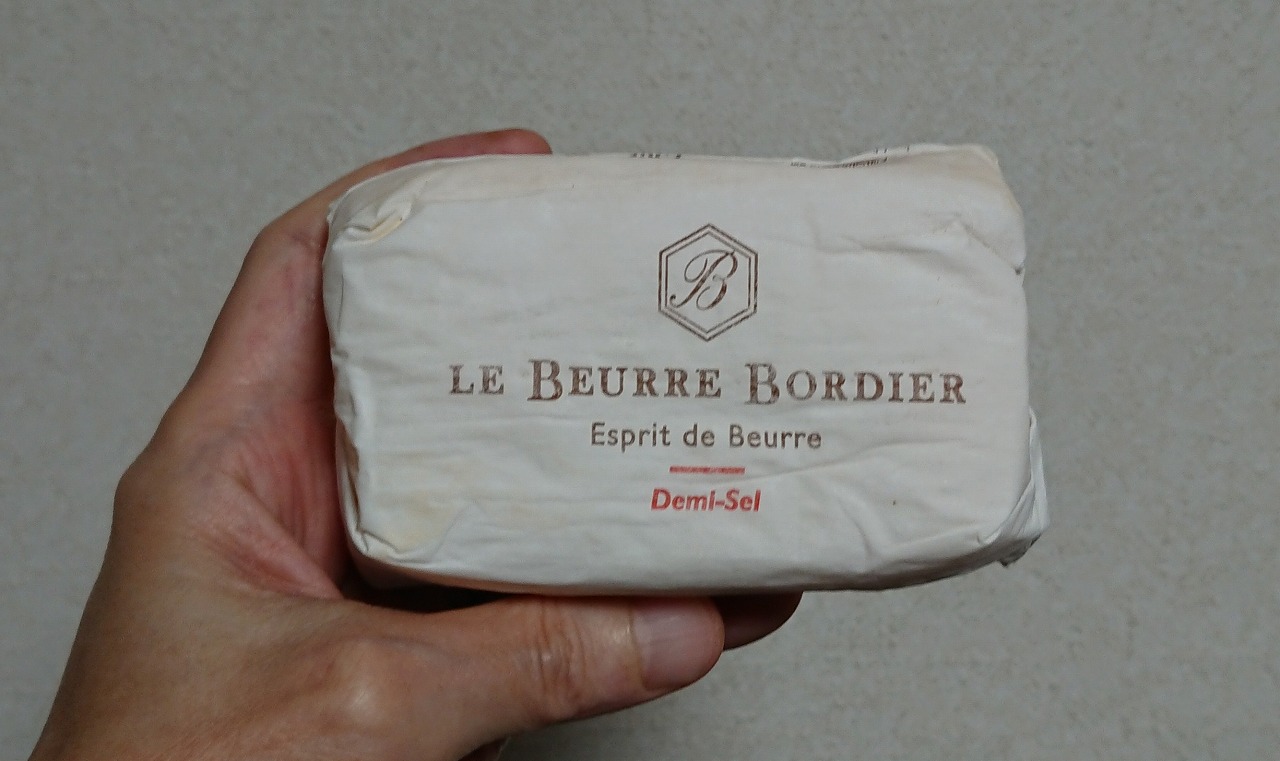 B
LE BEURRE BORDIER
Esprit de Beurre
Demi-Sel